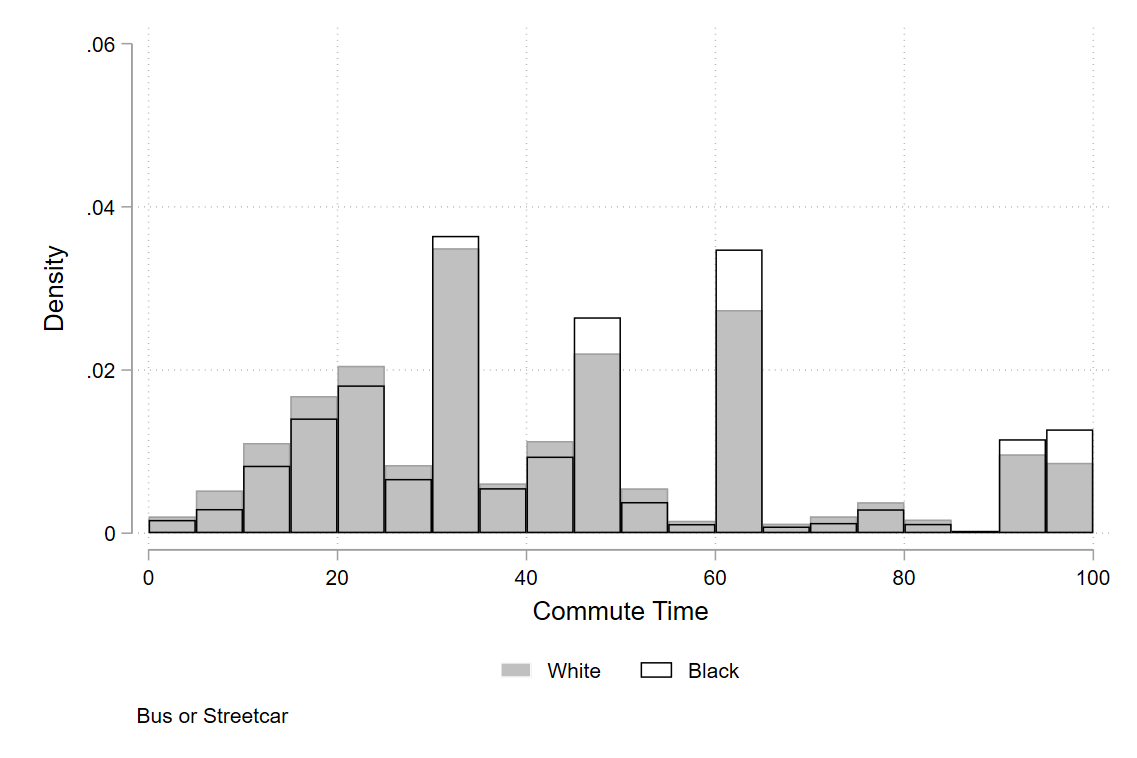 .06
.04
.02
0
Density
0 20 40 60 80 100
Commute Time
White Black
Bus or Streetcar